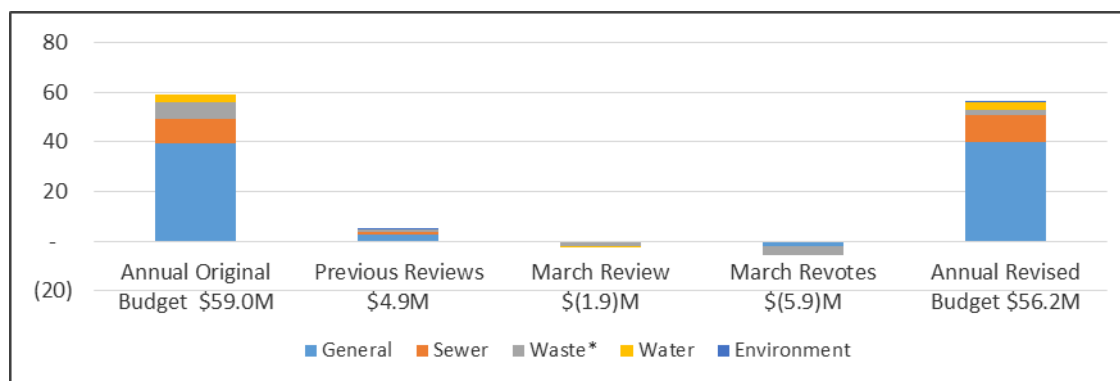 80
60
40
20
-
(20)
Annual Original Budget $59.0M
Previous Reviews $4.9M
March Review $(1.9)M
March Revotes $(5.9)M
Annual Revised Budget $56.2M
General Sewer Waste* Water Environment